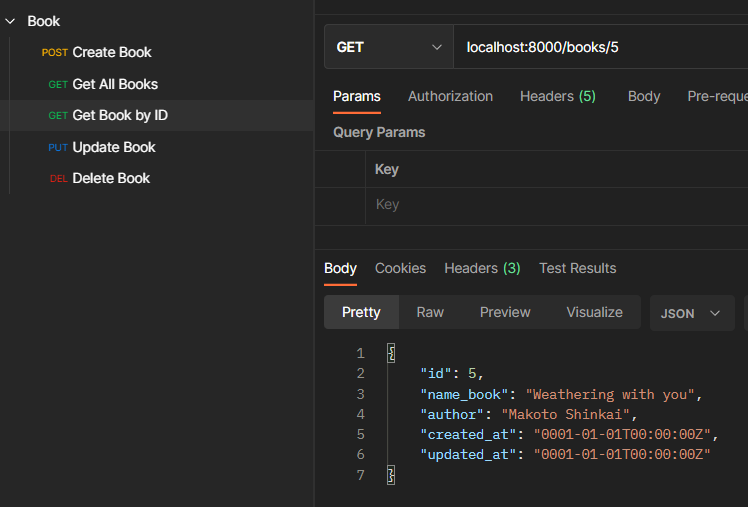 Book
POST Create Book
GET Get All Books
GET Get Book by ID
PUT Update Book
DEL Delete Book
GET localhost:8000/books/5
Params Authorization Headers (5) Body Pre-reque
Query Params
Key
Key
Body Cookies Headers (3) Test Results
Pretty Raw Preview Visualize JSON
1 {
2 "id": 5,
3 "name_book": "Weathering with you",
4 "author": "Makoto Shinkai",
5 "created_at": "0001-01-01T00:00:00Z",
6 "updated_at": "0001-01-01T00:00:00Z"
7 }